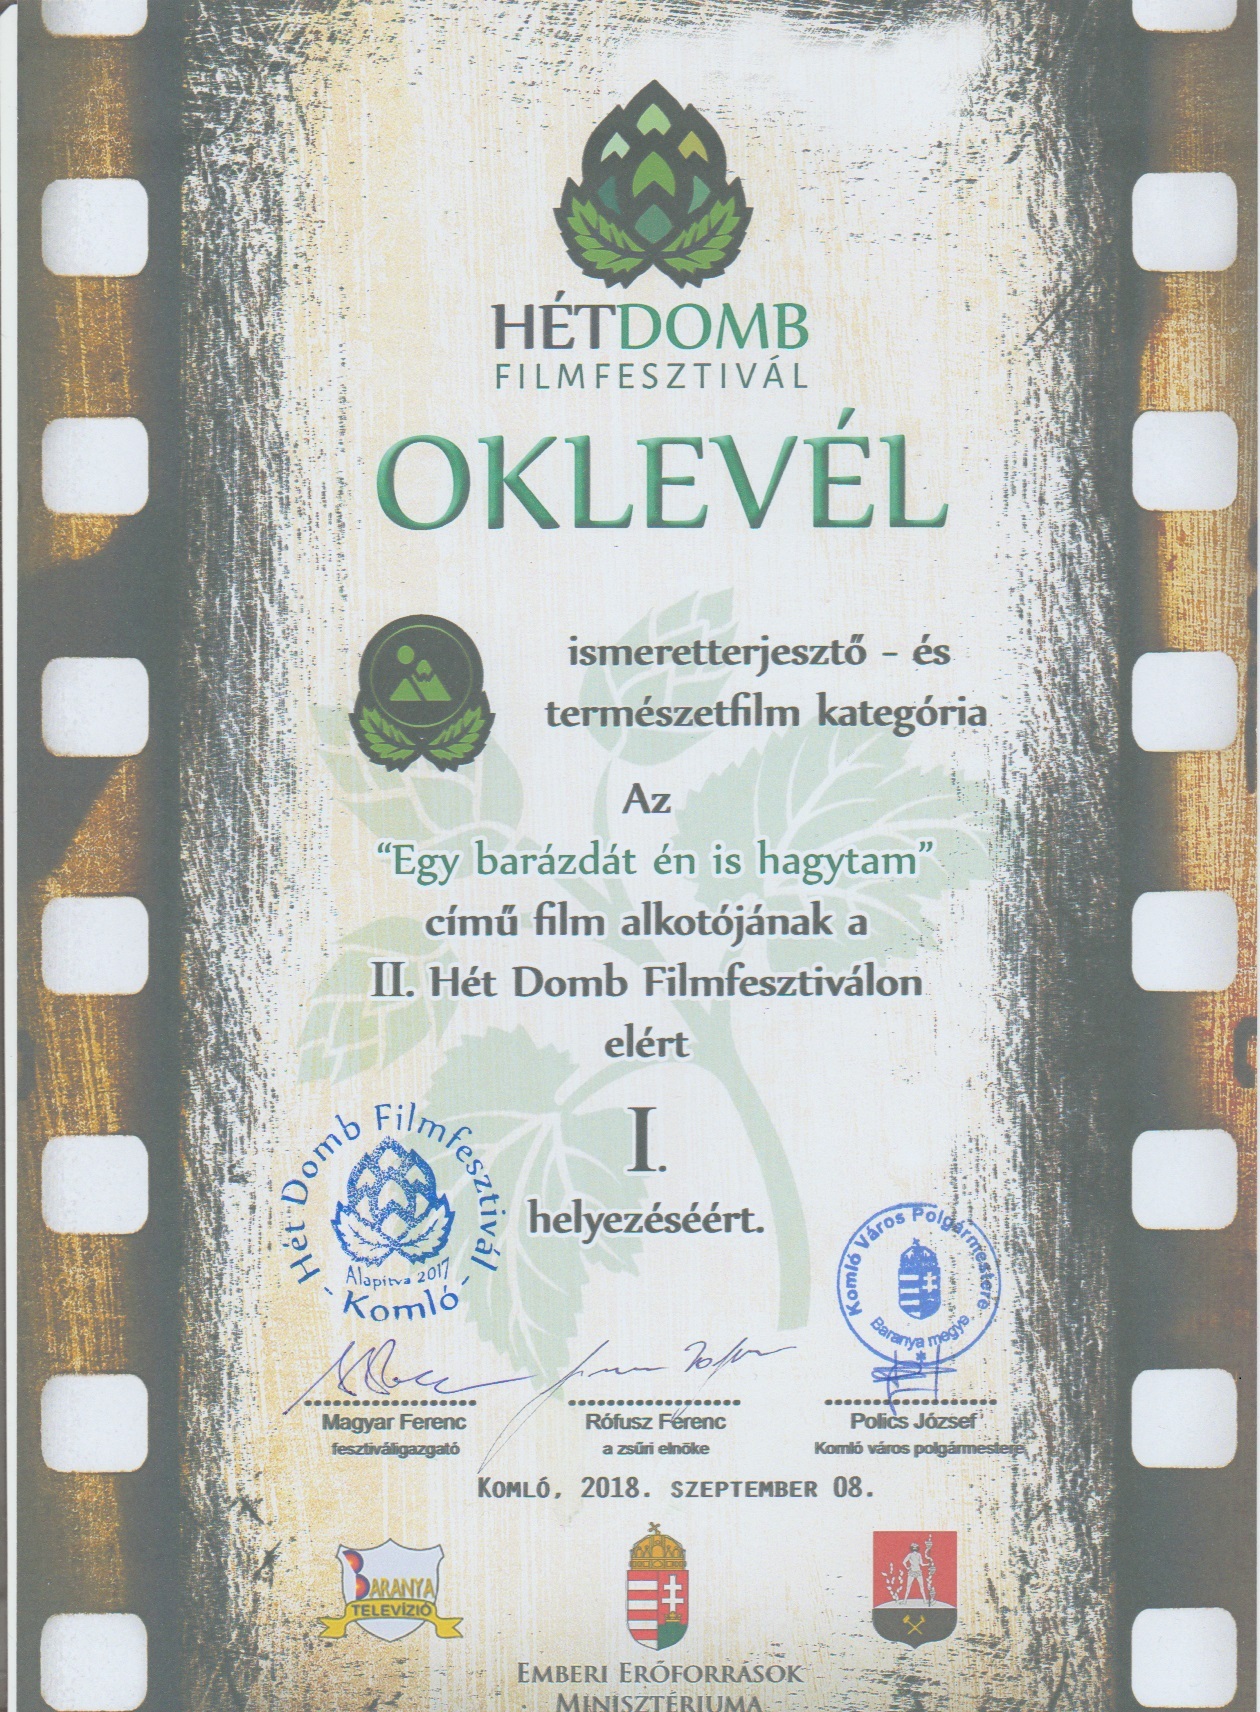 HÉTDOMB
FILMFESZTIVÁL
OKLEVÉL
ismeretterjesztő - és
természetfilm kategória
Az
“Egy barázdát én is hagytam”
című film alkotójának a
II. Hét Domb Filmfesztiválon
elért
I.
helyezéséért.
Hét Domb Filmfesztivál
Alapítva 2017
- Komló -
Komló Város Polgármestere
Baranya megye
Magyar Ferenc
fesztiváligazgató
Rófusz Ferenc
a zsűri elnöke
Polics József
Komló város polgármestere
Komló, 2018. szeptember 08.
BARANYA
TELEVÍZIÓ
Emberi Erőforrások
Minisztériuma